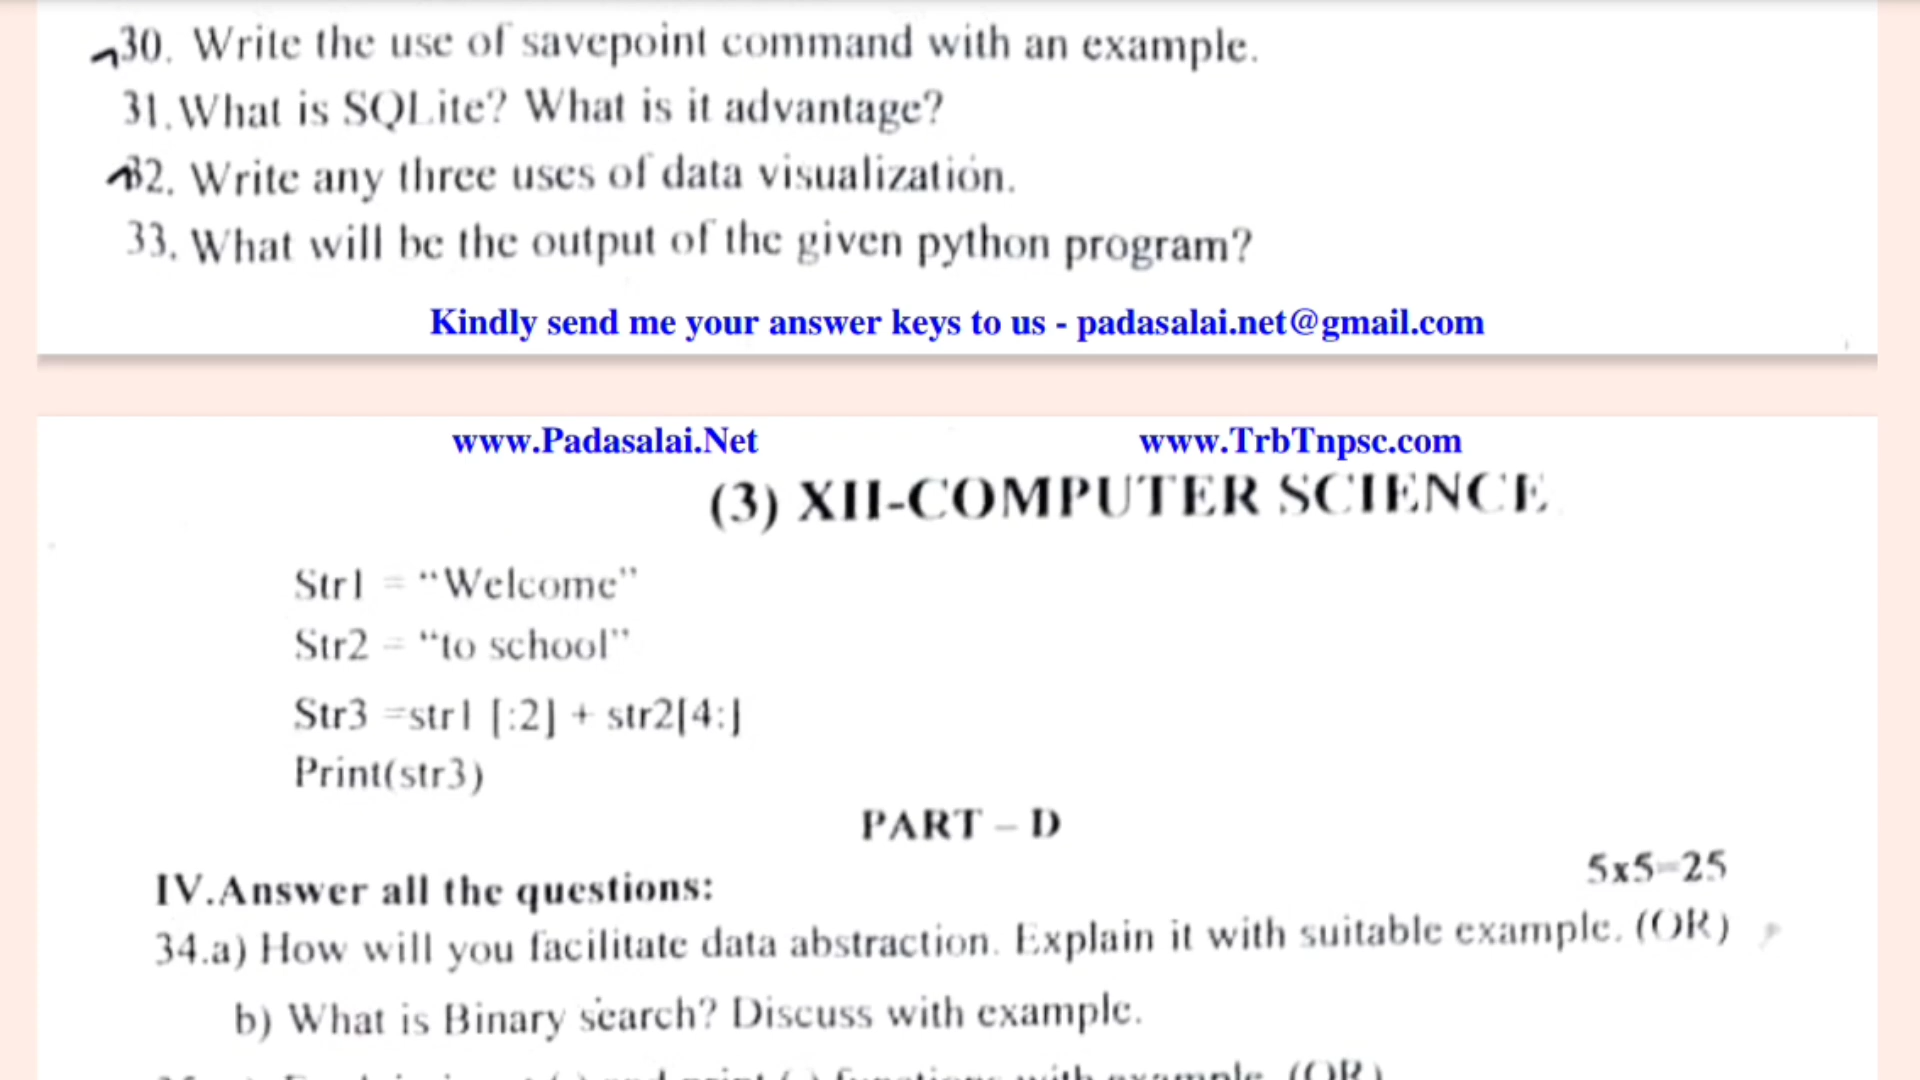 30. Write the use of savepoint command with an example.
31. What is SQLite? What is it advantage?
32. Write any three uses of data visualization.
33. What will be the output of the given python program?
Kindly send me your answer keys to us - padasalai.net@gmail.com
www.Padasalai.Net www.TrbTnpsc.com
(3) XII-COMPUTER SCIENCE
Str1 = “Welcome”
Str2 = “to school”
Str3 =str1 [:2] + str2[4:]
Print(str3)
PART – D
5x5=25
IV.Answer all the questions:
34.a) How will you facilitate data abstraction. Explain it with suitable example. (OR)
b) What is Binary search? Discuss with example.
functions with example. (OR)